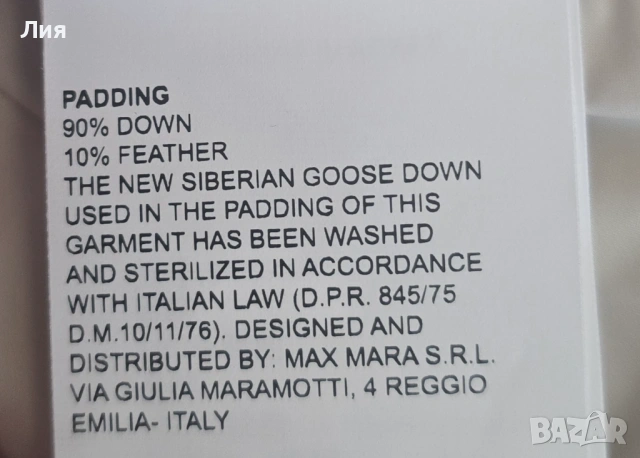 Лия
PADDING
90% DOWN
10% FEATHER
THE NEW SIBERIAN GOOSE DOWN
USED IN THE PADDING OF THIS
GARMENT HAS BEEN WASHED
AND STERILIZED IN ACCORDANCE
WITH ITALIAN LAW (D.P.R. 845/75
D.M.10/11/76). DESIGNED AND
DISTRIBUTED BY: MAX MARA S.R.L.
VIA GIULIA MARAMOTTI, 4 REGGIO
EMILIA- ITALY
BAZAR
bg